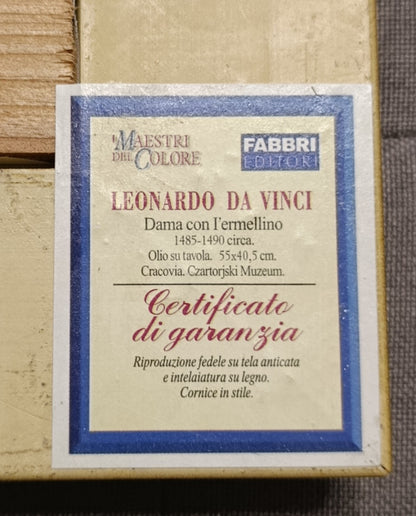 I MAESTRI
DEL COLORE
FABBRI
EDITORI
LEONARDO DA VINCI
Dama con l'ermellino
1485-1490 circa.
Olio su tavola. 55x40,5 cm.
Cracovia. Czartorjski Muzeum.
Certificato
di garanzia
Riproduzione fedele su tela anticata
e intelaiatura su legno.
Cornice in stile.